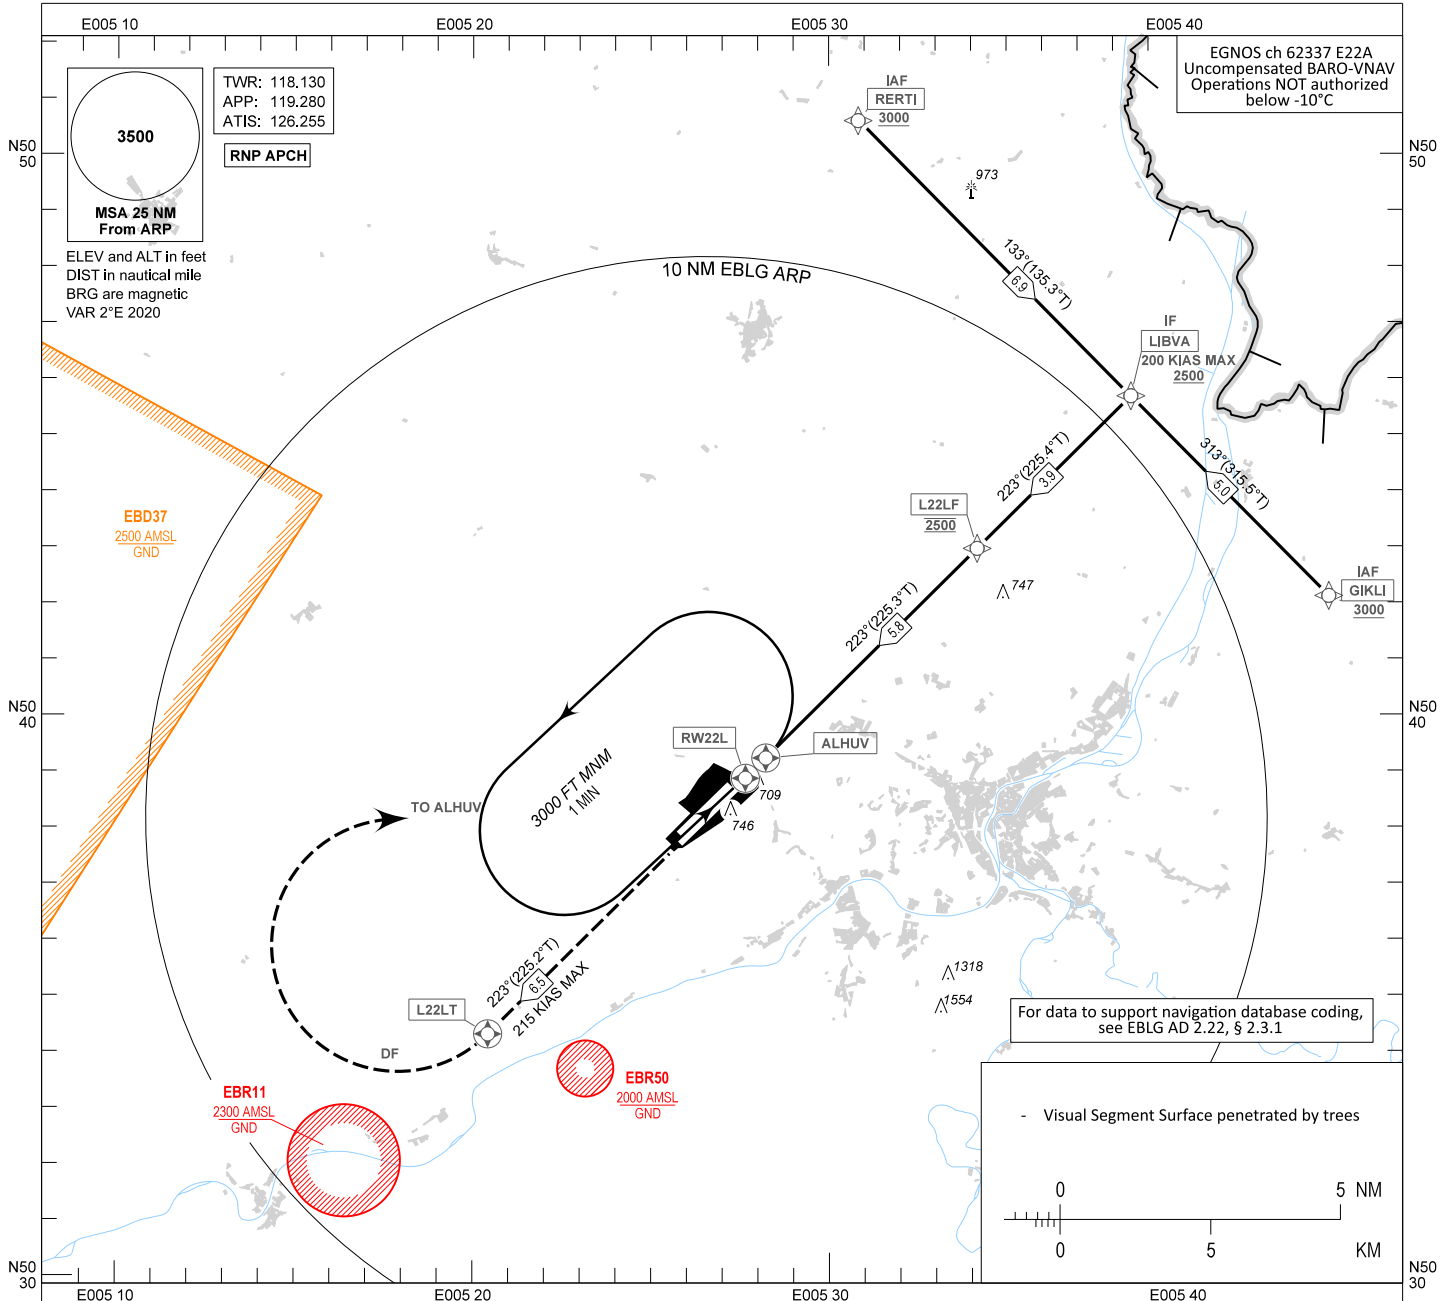 E005 10
E005 20
E005 30
E005 40
3500
MSA 25 NM
From ARP
TWR: 118.130
APP: 119.280
ATIS: 126.255
RNP APCH
ELEV and ALT in feet
DIST in nautical mile
BRG are magnetic
VAR 2°E 2020
EGNOS ch 62337 E22A
Uncompensated BARO-VNAV
Operations NOT authorized
below -10°C
N50
50
N50
50
IAF
RERTI
3000
973
133°(135.3°T)
6.9
10 NM EBLG ARP
IF
LIBVA
200 KIAS MAX
2500
223°(225.4°T)
3.9
313°(315.5°T)
5.0
L22LF
2500
EBD37
2500 AMSL
GND
747
IAF
GIKLI
3000
223°(225.3°T)
5.8
N50
40
N50
40
RW22L
ALHUV
709
746
3000 FT MNM
1 MIN
TO ALHUV
223°(225.2°T)
6.5
215 KIAS MAX
L22LT
DF
1318
1554
For data to support navigation database coding,
see EBLG AD 2.22, § 2.3.1
EBR11
2300 AMSL
GND
EBR50
2000 AMSL
GND
- Visual Segment Surface penetrated by trees
0
5 NM
0
5
KM
N50
30
N50
30
E005 10
E005 20
E005 30
E005 40